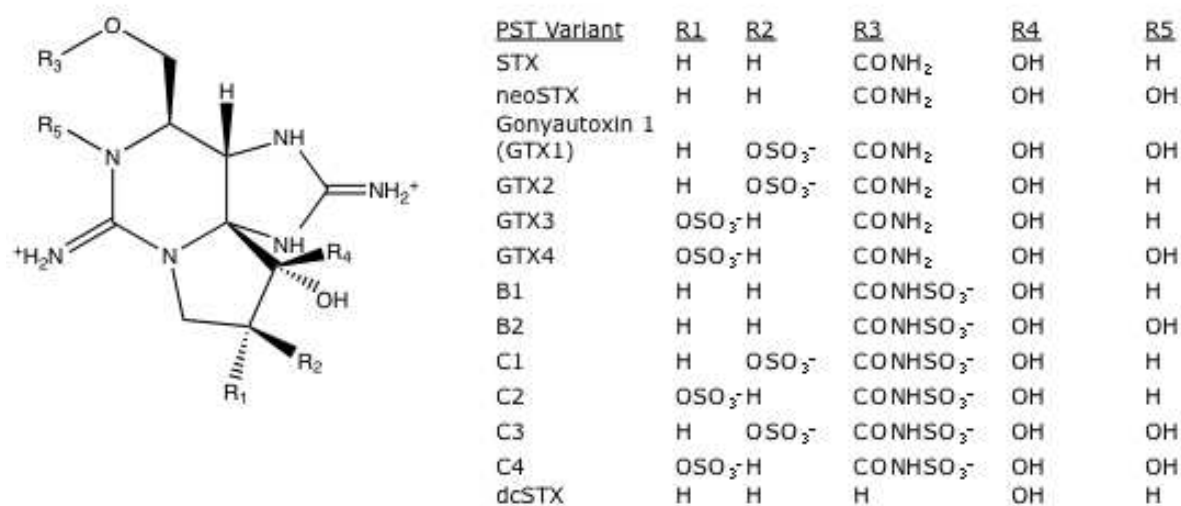 O
R3
H
R5
N
NH
NH2+
+H2N
N
NH
R4
OH
R2
R1
PST Variant R1 R2 R3 R4 R5
STX H H CONH2 OH H
neoSTX H H CONH2 OH OH
Gonyautoxin 1
(GTX1) H OSO3- CONH2 OH OH
GTX2 H OSO3- CONH2 OH H
GTX3 OSO3- H CONH2 OH H
GTX4 OSO3- H CONH2 OH OH
B1 H H CONHSO3- OH H
B2 H H CONHSO3- OH OH
C1 H OSO3- CONHSO3- OH H
C2 OSO3- H CONHSO3- OH H
C3 H OSO3- CONHSO3- OH OH
C4 OSO3- H CONHSO3- OH OH
dcSTX H H H OH H